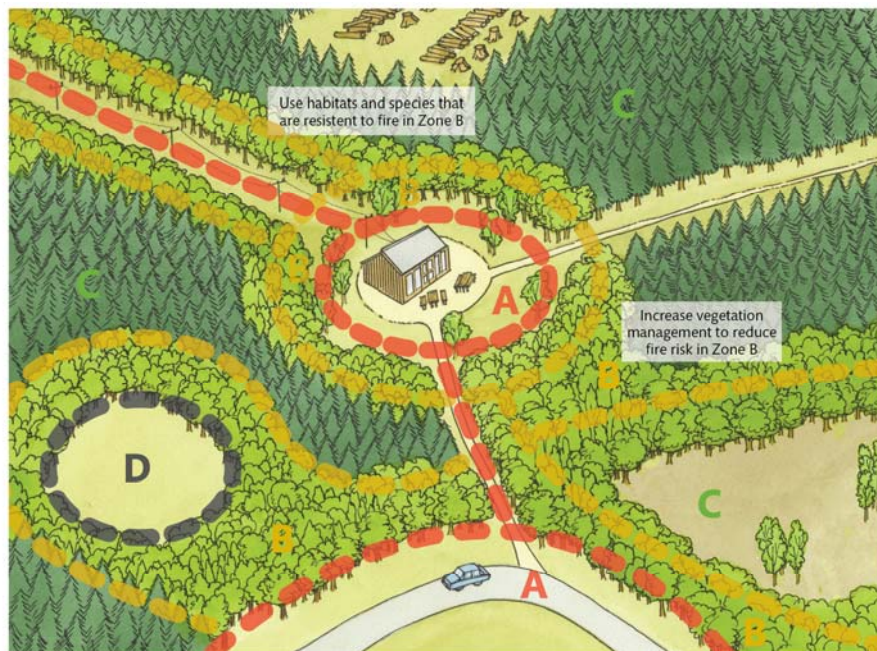 Use habitats and species that
are resistent to fire in Zone B
C
B
C
B
A
Increase vegetation
management to reduce
fire risk in Zone B
B
D
C
B
A
B